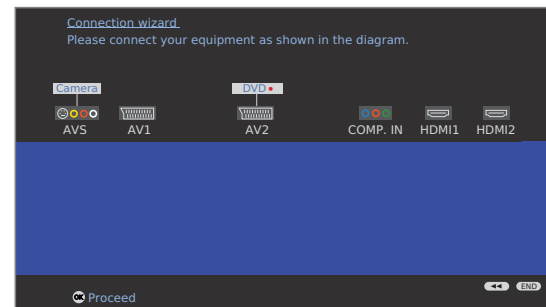 Connection wizard
Please connect your equipment as shown in the diagram.
Camera DVD
AVS AV1 AV2 COMP. IN HDMI1 HDMI2
OK Proceed
◄◄ END